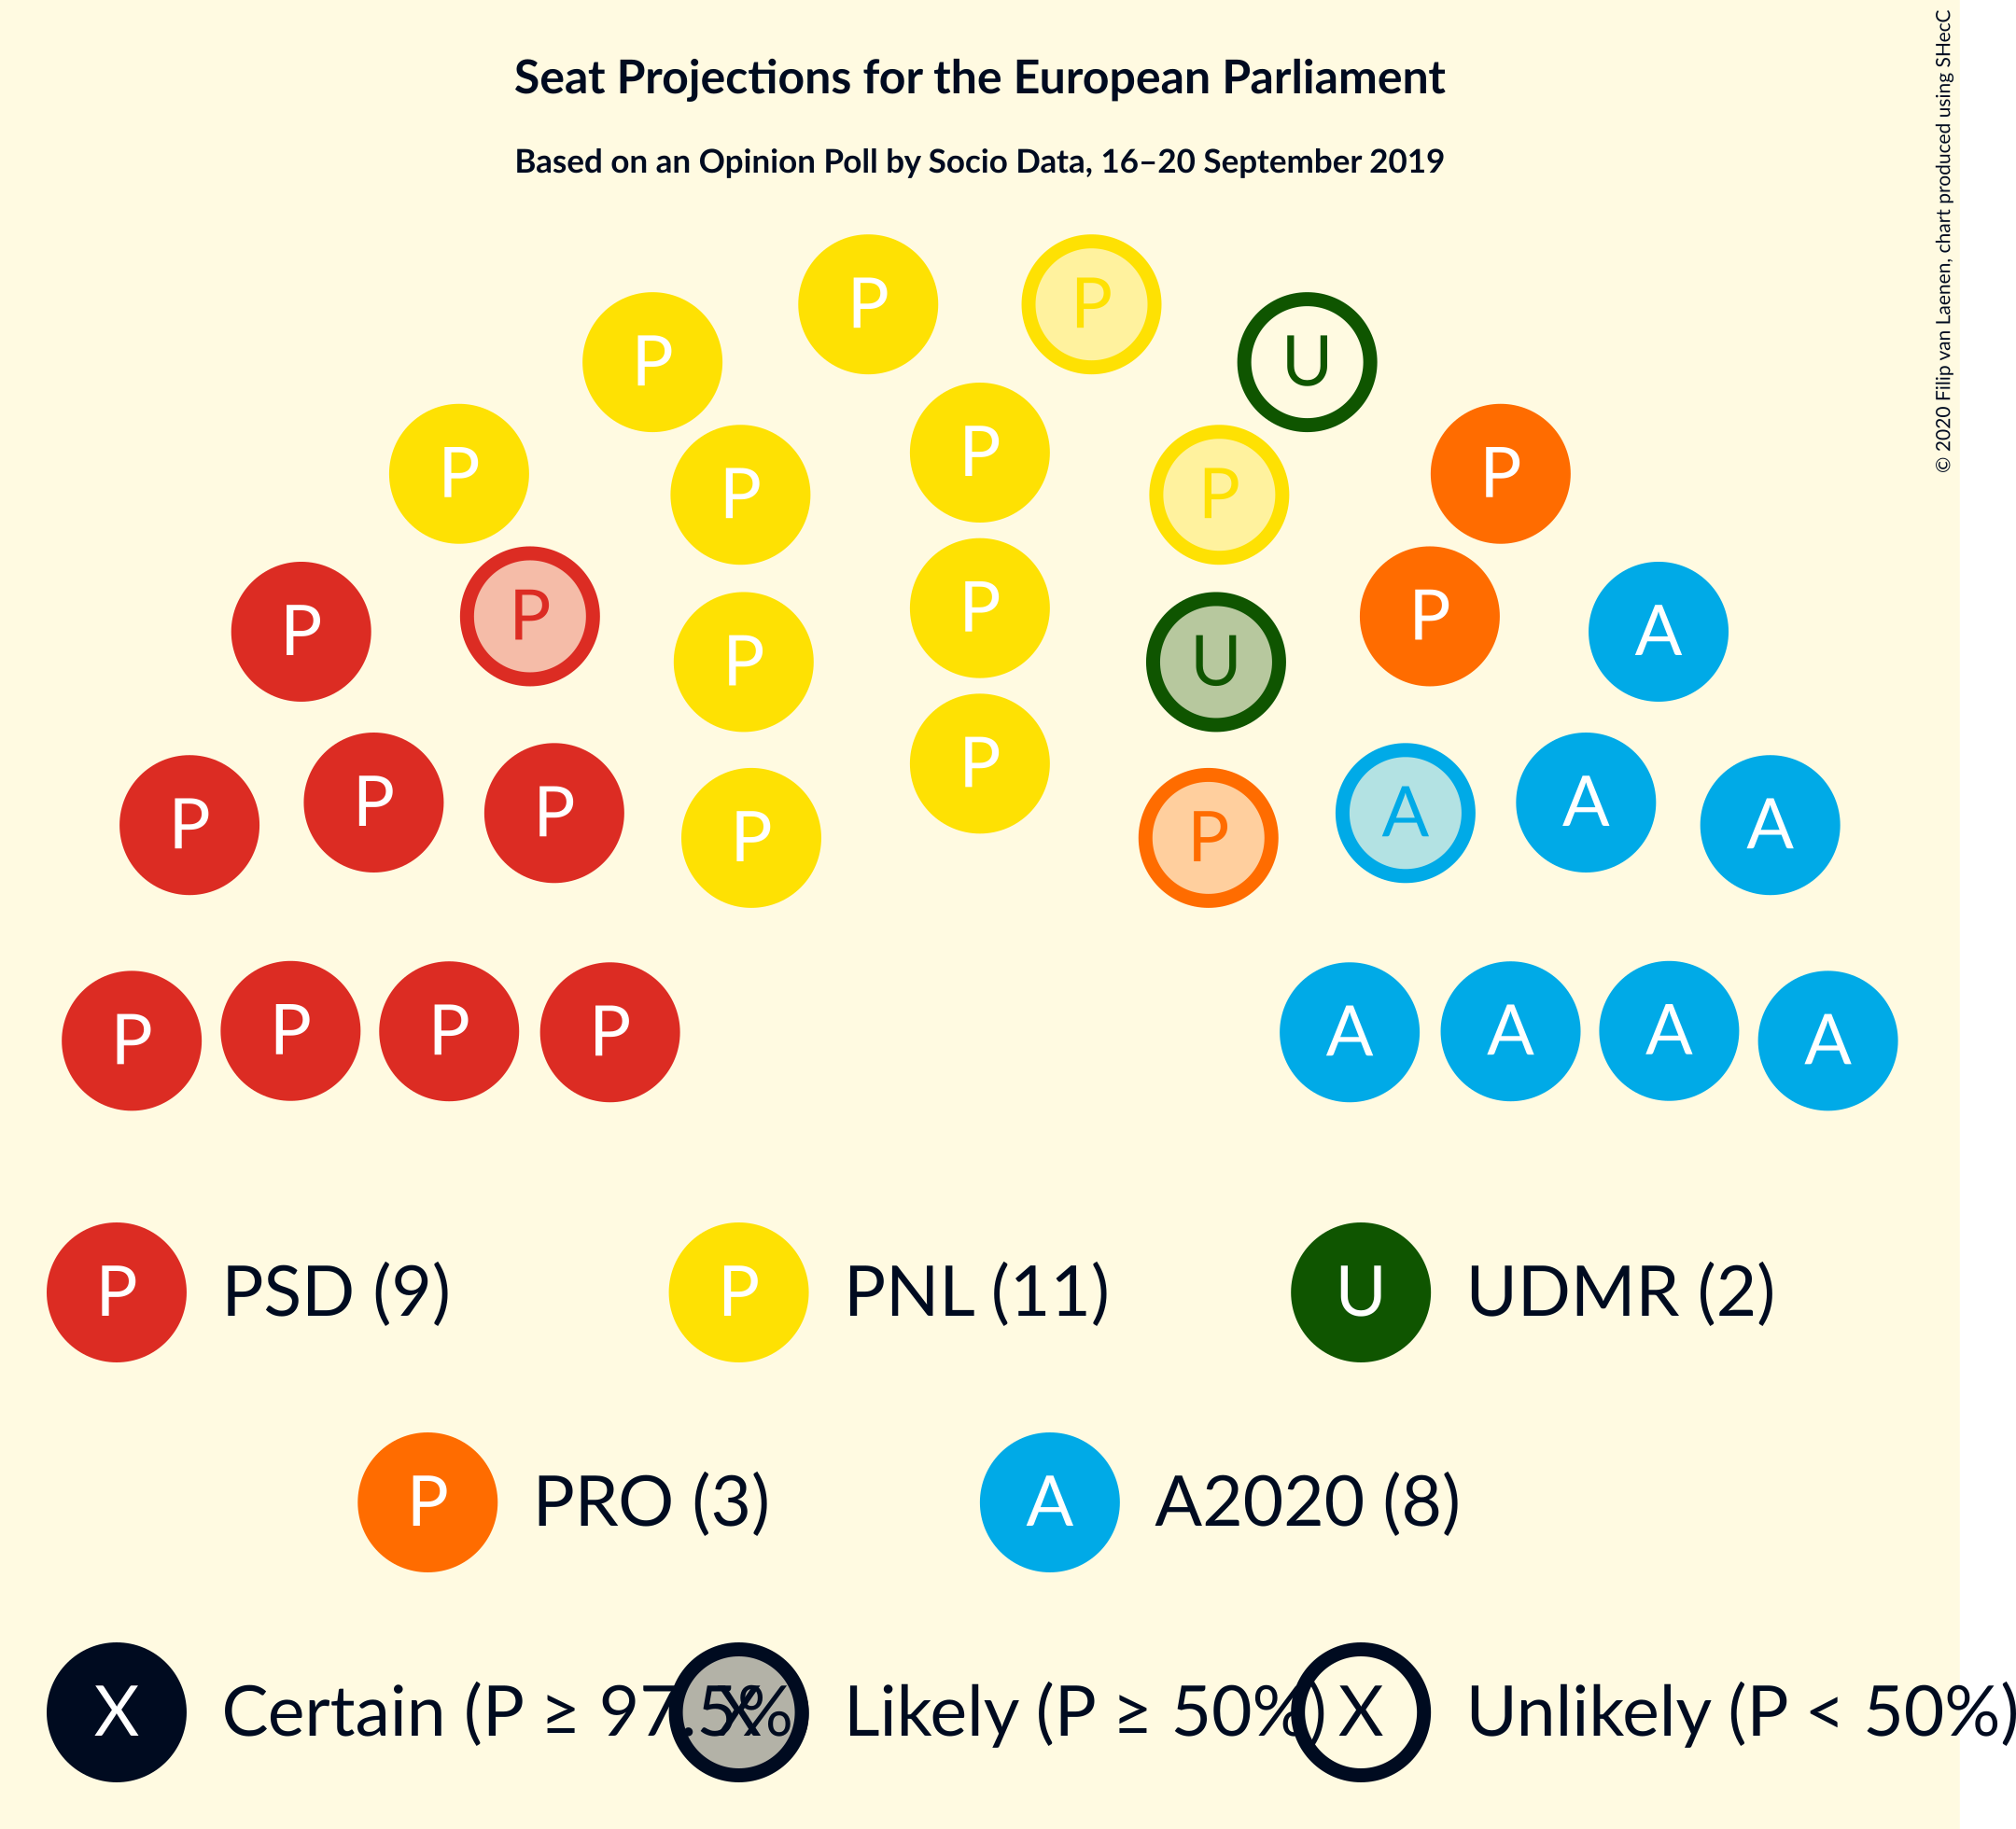 Seat Projections for the European Parliament
Based on an Opinion Poll by Socio Data, 16–20 September 2019
© 2020 Filip van Laenen, chart produced using SHecC
P P
P U
P P P P
P P
P P P
P P A
P U
P
P P A A
P P
P P A A
P P P P A A A A
P PSD (9) P PNL (11) U UDMR (2)
P PRO (3) A A2020 (8)
X Certain (P ≥ 97.5% X Likely (P ≥ 50%) X Unlikely (P < 50%)